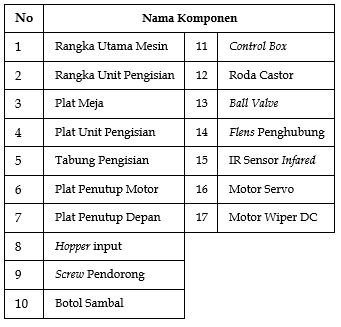 No Nama Komponen
1 Rangka Utama Mesin 11 Control Box
2 Rangka Unit Pengisian 12 Roda Castor
3 Plat Meja 13 Ball Valve
4 Plat Unit Pengisian 14 Flens Penghubung
5 Tabung Pengisian 15 IR Sensor Infared
6 Plat Penutup Motor 16 Motor Servo
7 Plat Penutup Depan 17 Motor Wiper DC
8 Hopper input
9 Screw Pendorong
10 Botol Sambal